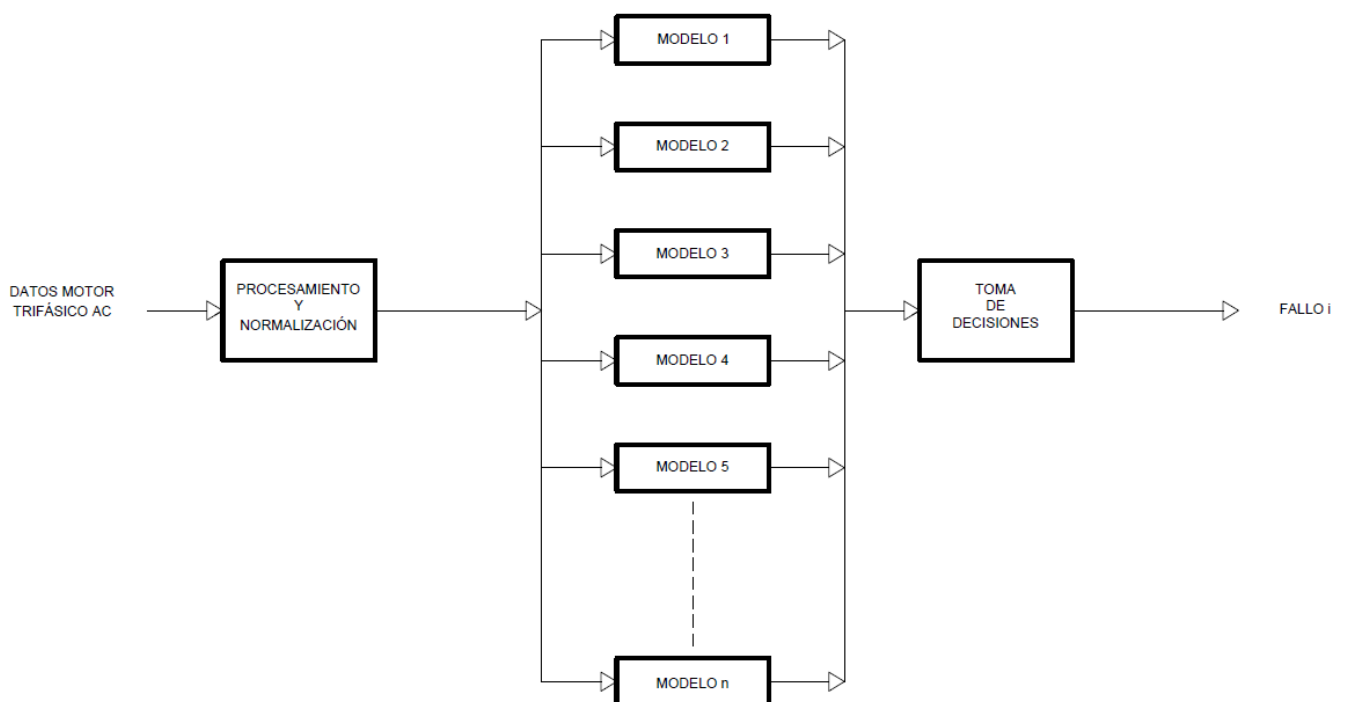 DATOS MOTOR
TRIFÁSICO AC
PROCESAMIENTO
Y
NORMALIZACIÓN
MODELO 1
MODELO 2
MODELO 3
MODELO 4
MODELO 5
MODELO n
TOMA
DE
DECISIONES
FALLO i